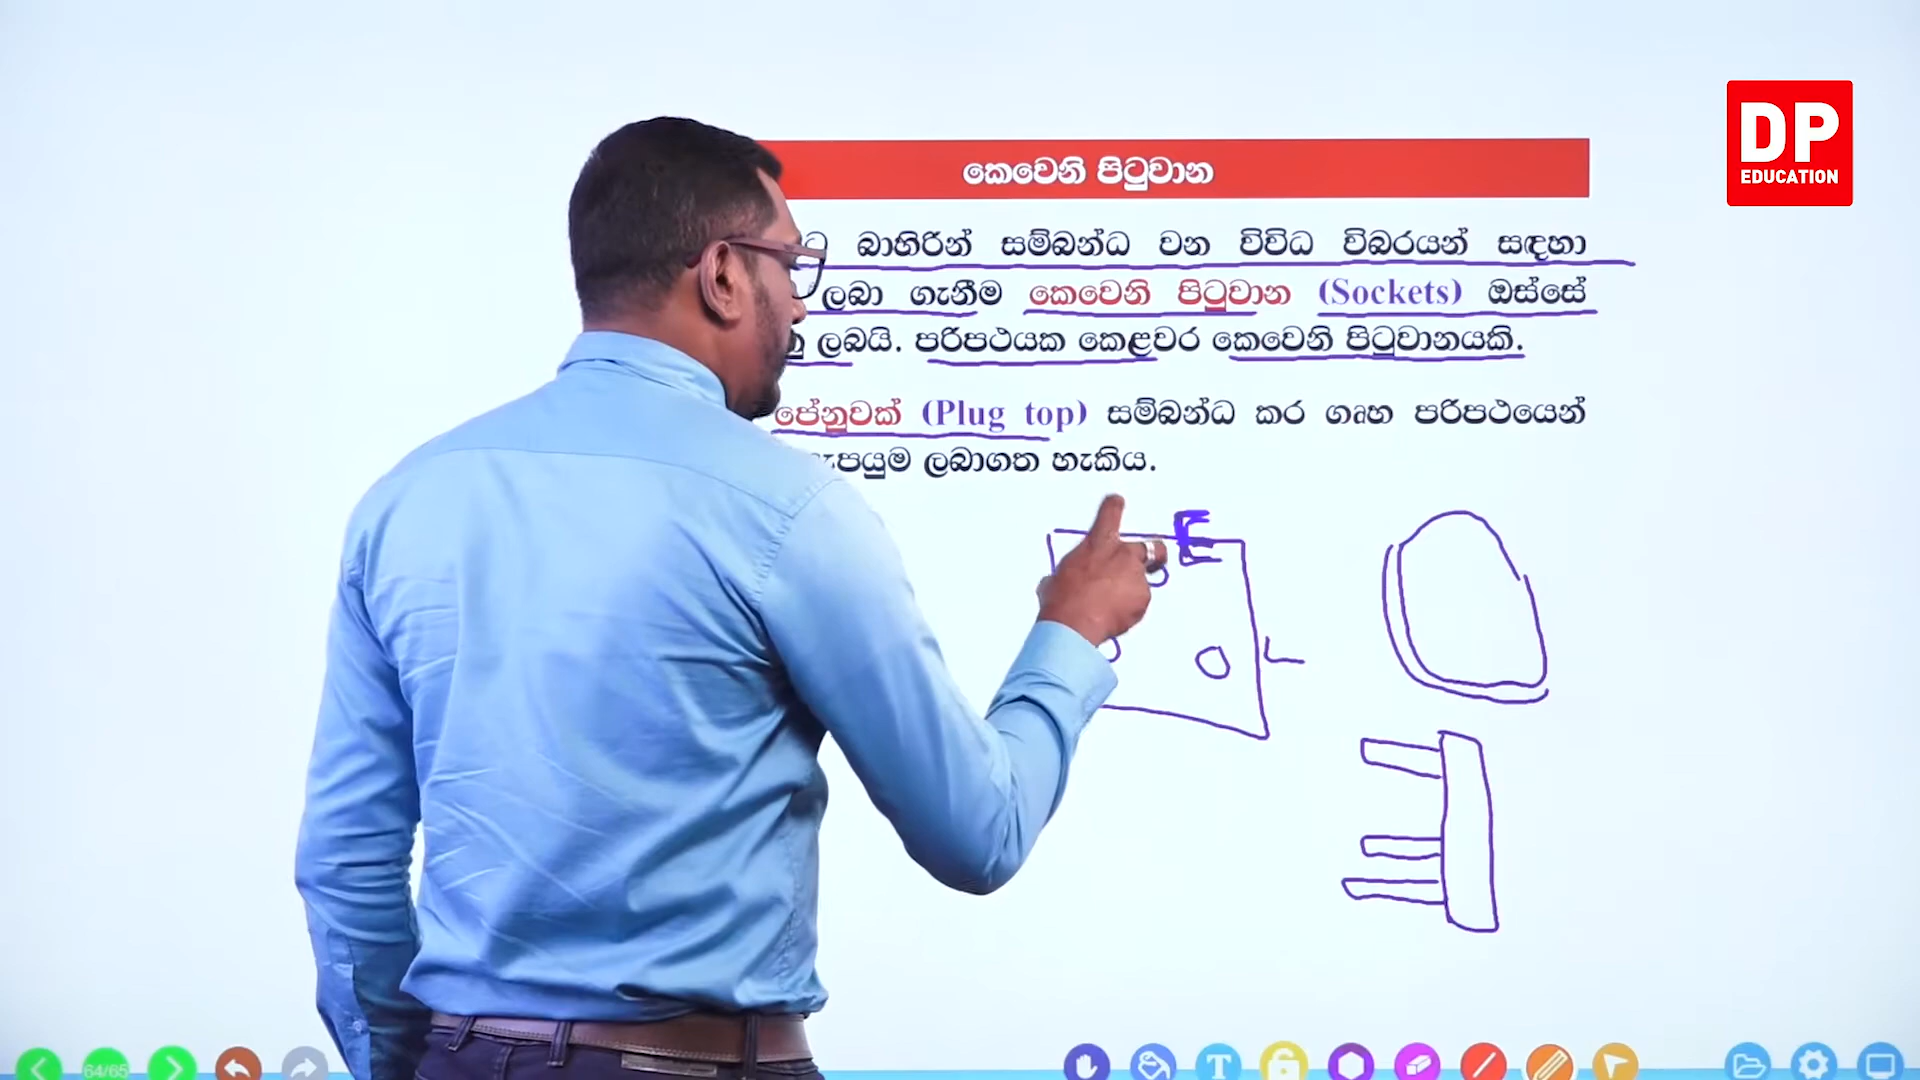 DP
EDUCATION
කෙවෙනි පිටුවාන
බාහිරින් සම්බන්ධ වන විවිධ විබරයන් සඳහා
ලබා ගැනීම කෙවෙනි පිටුවාන (Sockets) ඔස්සේ
ලබයි. පරිපථයක කෙළවර කෙවෙනි පිටුවානයකි.
පේනුවක් (Plug top) සම්බන්ධ කර ගෘහ පරිපථයෙන්
ලබාගත හැකිය.
E
L
64/65
T